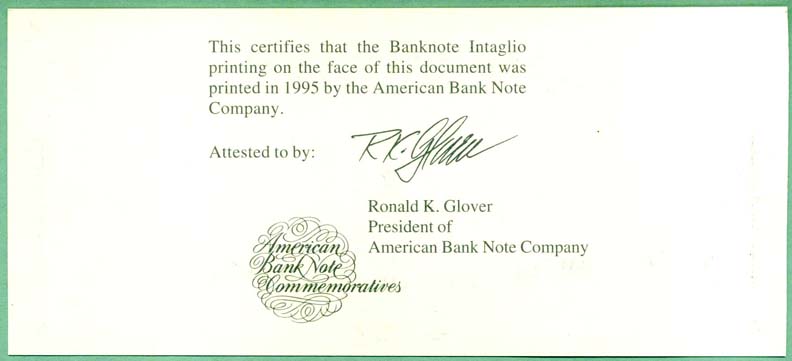 This certifies that the Banknote Intaglio
printing on the face of this document was
printed in 1995 by the American Bank Note
Company.
Attested to by:
R.K. Glover
Ronald K. Glover
President of
American Bank Note Company
American
Bank Note
Commemoratives